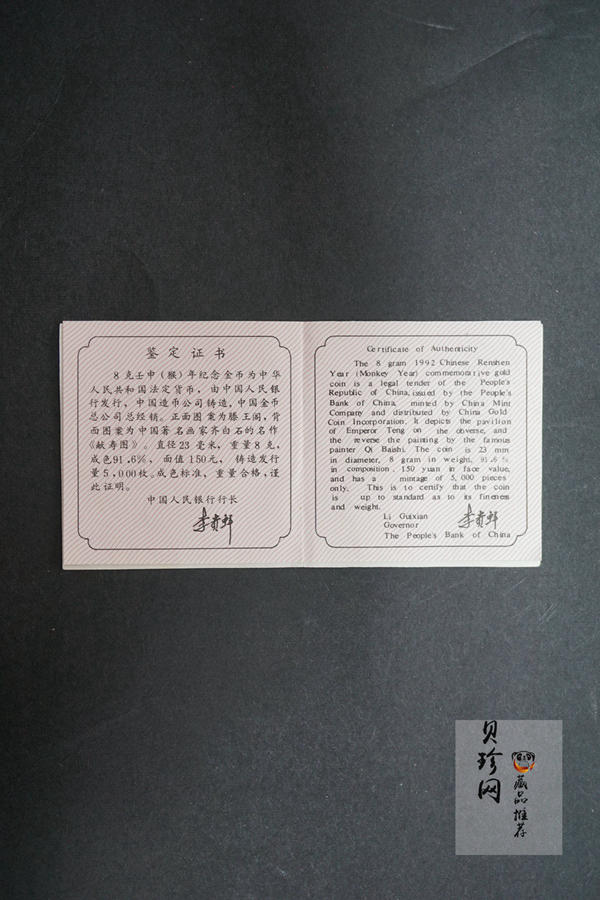 鉴定证书
8克壬申（猴）年纪念金币为中华
人民共和国法定货币，由中国人民银
行发行，中国造币公司铸造，中国金币
总公司总经销。正面图案为滕王阁，背
面图案为中国著名画家齐白石的名作
《献寿图》。直径23毫米，重量8克，
成色91.6%，面值150元，铸造发行
量5,000枚。成色标准，重量合格，谨
此证明。
中国人民银行行长
李贵鲜
Certificate of Authenticity
The 8 gram 1992 Chinese Renshen
Year (Monkey Year) commemorative gold
coin is a legal tender of the People's
Republic of China, issued by the People's
Bank of China, minted by China Mint
Company and distributed by China Gold
Coin Incorporation. It depicts the pavilion
of Emperor Teng on the obverse, and
the reverse the painting by the famous
painter Qi Baishi. The coin is 23 mm
in diameter, 8 gram in weight, 91.6%
in composition, 150 yuan in face value,
and has a mintage of 5,000 pieces
only. This is to certify that the coin
is up to standard as to its fineness
and weight.
Li Guixian
李贵鲜
Governor
The People's Bank of China
贝珍网
藏品推荐